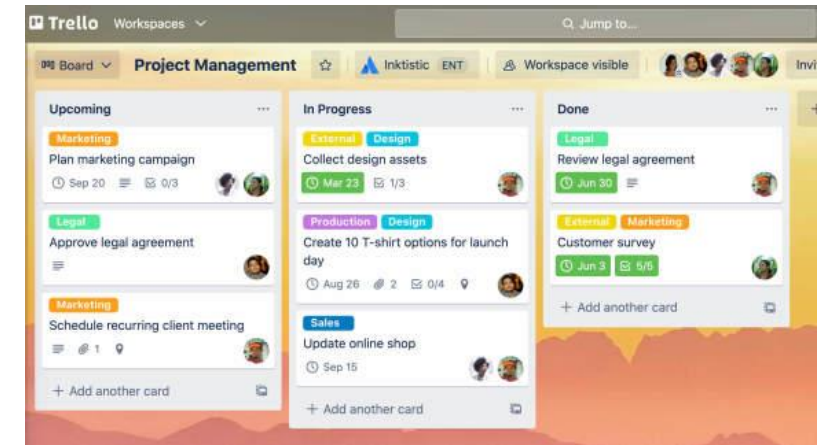 Trello Workspaces Jump to...
Board Project Management Inktistic ENT Workspace visible Invi
Upcoming
Marketing
Plan marketing campaign
Sep 20 0/3
Legal
Approve legal agreement
Marketing
Schedule recurring client meeting
1
+ Add another card
In Progress
External Design
Collect design assets
Mar 23 1/3
Production Design
Create 10 T-shirt options for launch
day
Aug 26 2 0/4
Sales
Update online shop
Sep 15
+ Add another card
Done
Legal
Review legal agreement
Jun 30
External Marketing
Customer survey
Jun 3 5/5
+ Add another card